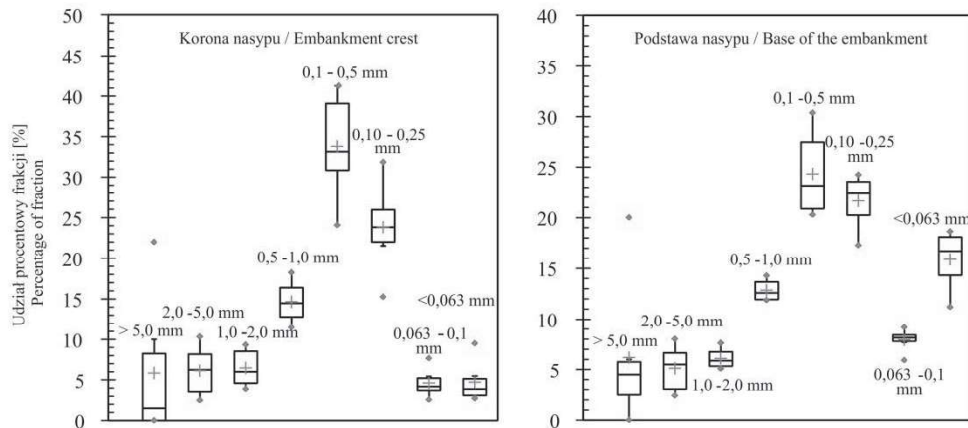 Udział procentowy frakcji [%]
Percentage of fraction
50
45
40
35
30
25
20
15
10
5
0
Korona nasypu / Embankment crest
0,1 - 0,5 mm
0,10 - 0,25
mm
0,5 -1,0 mm
2,0 -5,0 mm
> 5,0 mm
1,0 -2,0 mm
<0,063 mm
0,063 - 0,1
mm
40
35
30
25
20
15
10
5
0
Podstawa nasypu / Base of the embankment
0,1 - 0,5 mm
0,10 - 0,25
mm
<0,063 mm
0,5 -1,0 mm
2,0 -5,0 mm
> 5,0 mm
1,0 -2,0 mm
0,063 -0,1
mm